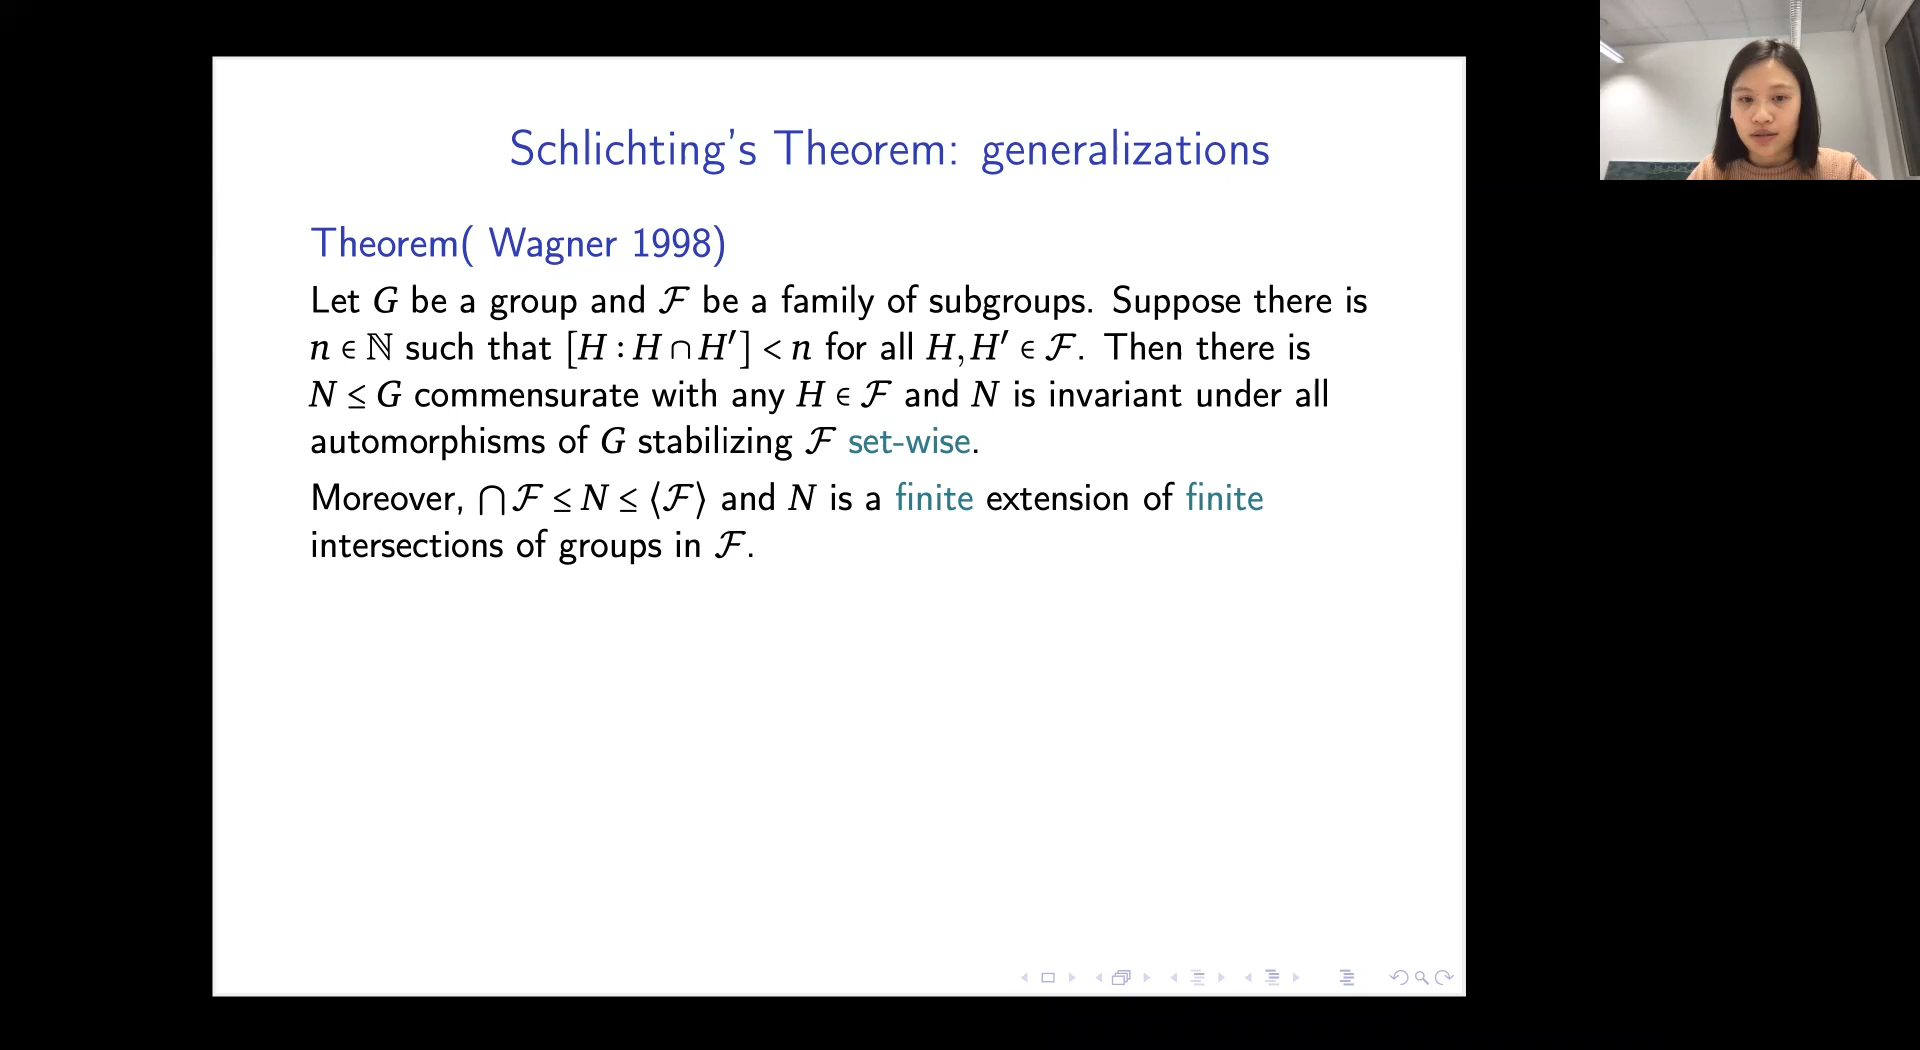 Schlichting's Theorem: generalizations
Theorem( Wagner 1998)
Let G be a group and ℱ be a family of subgroups. Suppose there is
n ∈ ℕ such that [H : H ∩ H′] < n for all H, H′ ∈ ℱ. Then there is
N ≤ G commensurate with any H ∈ ℱ and N is invariant under all
automorphisms of G stabilizing ℱ set-wise.
Moreover, ⋂ ℱ ≤ N ≤ ⟨ℱ⟩ and N is a finite extension of finite
intersections of groups in ℱ.